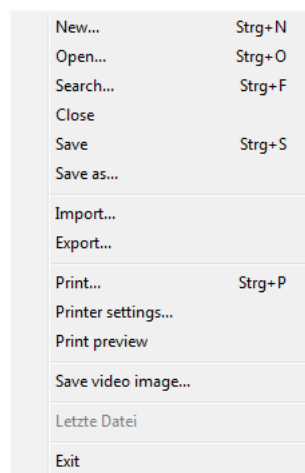 New... Strg+N
Open... Strg+O
Search... Strg+F
Close
Save Strg+S
Save as...
Import...
Export...
Print... Strg+P
Printer settings...
Print preview
Save video image...
Letzte Datei
Exit